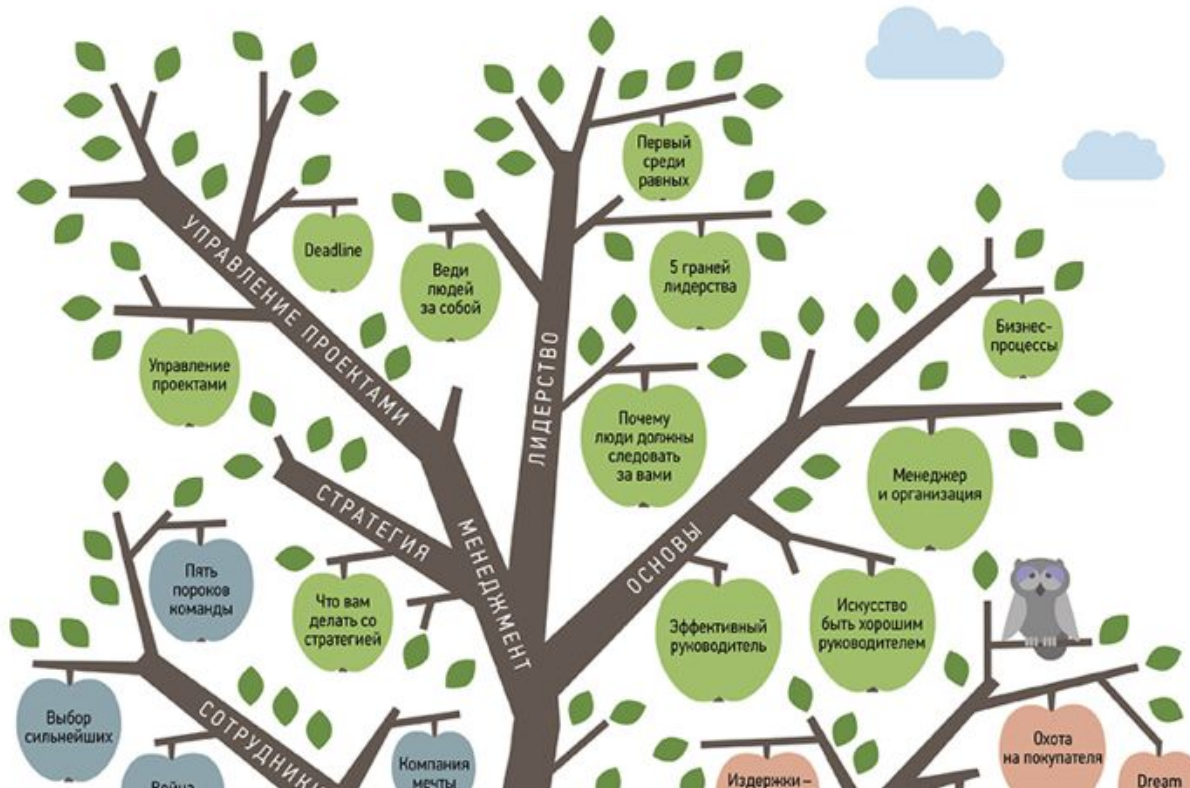 Первый
среди
равных
УПРАВЛЕНИЕ ПРОЕКТАМИ
Deadline
Веди
людей
за собой
5 граней
лидерства
Бизнес-
процессы
Управление
проектами
ЛИДЕРСТВО
Почему
люди должны
следовать
за вами
Менеджер
и организация
СТРАТЕГИЯ
МЕНЕДЖМЕНТ
ОСНОВЫ
Пять
пороков
команды
Что вам
делать со
стратегией
Эффективный
руководитель
Искусство
быть хорошим
руководителем
Выбор
сильнейших
СОТРУДНИКИ
Компания
мечты
Война
Охота
на покупателя
Издержки –
Dream